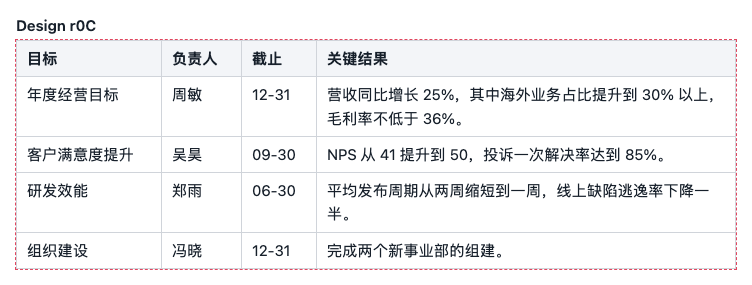 Design r0C
目标 负责人 截止 关键结果
年度经营目标 周敏 12-31 营收同比增长 25%，其中海外业务占比提升到 30% 以上，
毛利率不低于 36%。
客户满意度提升 吴昊 09-30 NPS 从 41 提升到 50，投诉一次解决率达到 85%。
研发效能 郑雨 06-30 平均发布周期从两周缩短到一周，线上缺陷逃逸率下降一
半。
组织建设 冯晓 12-31 完成两个新事业部的组建。